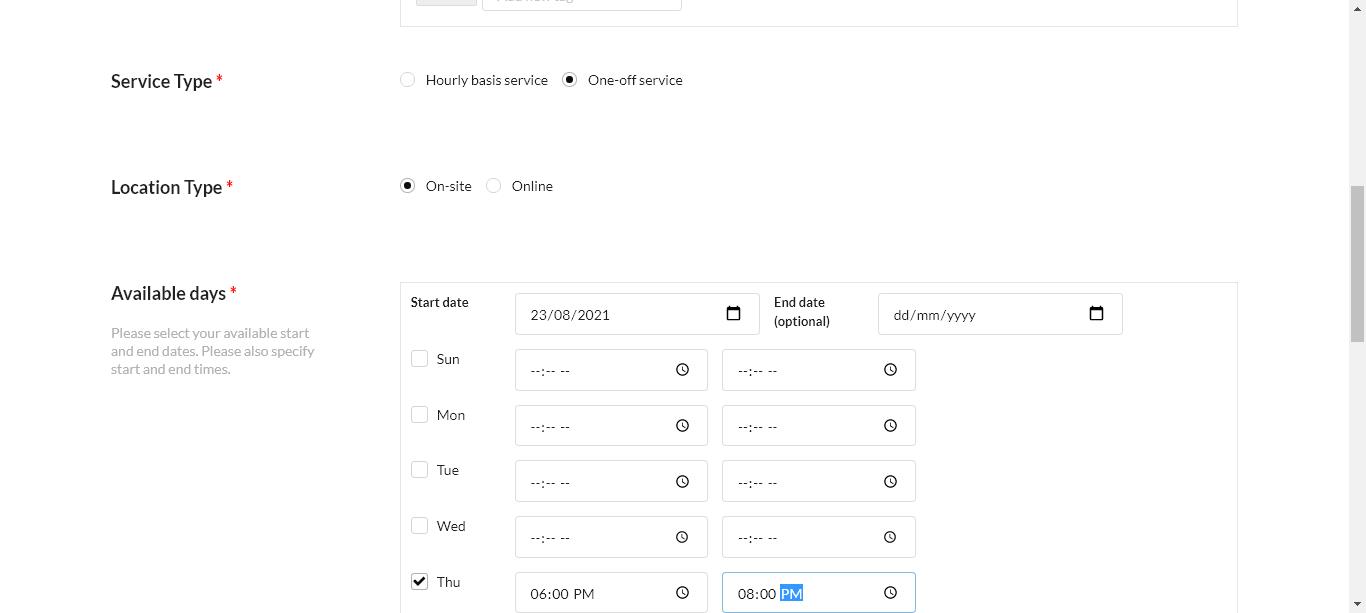 Service Type *
Hourly basis service
One-off service
Location Type *
On-site
Online
Available days *
Please select your available start
and end dates. Please also specify
start and end times.
Start date
23/08/2021
End date
(optional)
dd/mm/yyyy
Sun
--:-- --
--:-- --
Mon
--:-- --
--:-- --
Tue
--:-- --
--:-- --
Wed
--:-- --
--:-- --
Thu
06:00 PM
08:00 PM